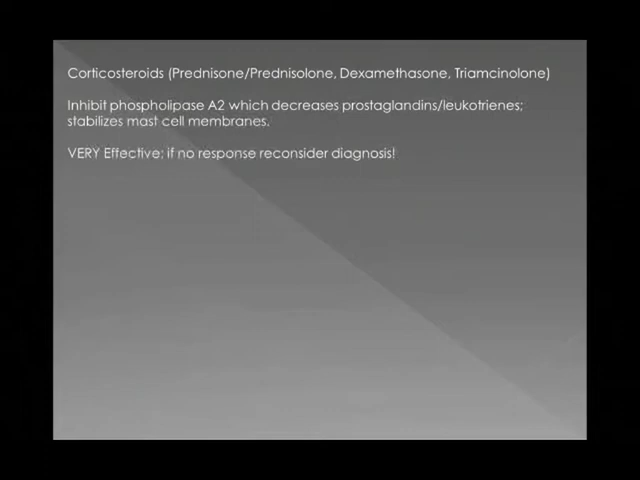 Corticosteroids (Prednisone/Prednisolone, Dexamethasone, Triamcinolone)
Inhibit phospholipase A2 which decreases prostaglandins/leukotrienes;
stabilizes mast cell membranes.
VERY Effective; if no response reconsider diagnosis!